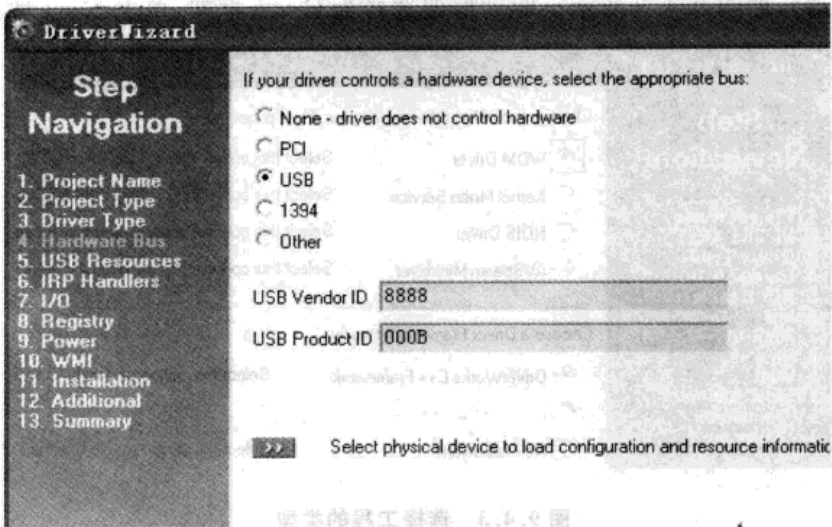 DriverWizard
Step
Navigation
1. Project Name
2. Project Type
3. Driver Type
4. Hardware Bus
5. USB Resources
6. IRP Handlers
7. I/O
8. Registry
9. Power
10. WMI
11. Installation
12. Additional
13. Summary
If your driver controls a hardware device, select the appropriate bus:
None - driver does not control hardware
PCI
USB
1394
Other
USB Vendor ID 8888
USB Product ID 000B
>> Select physical device to load configuration and resource informatic